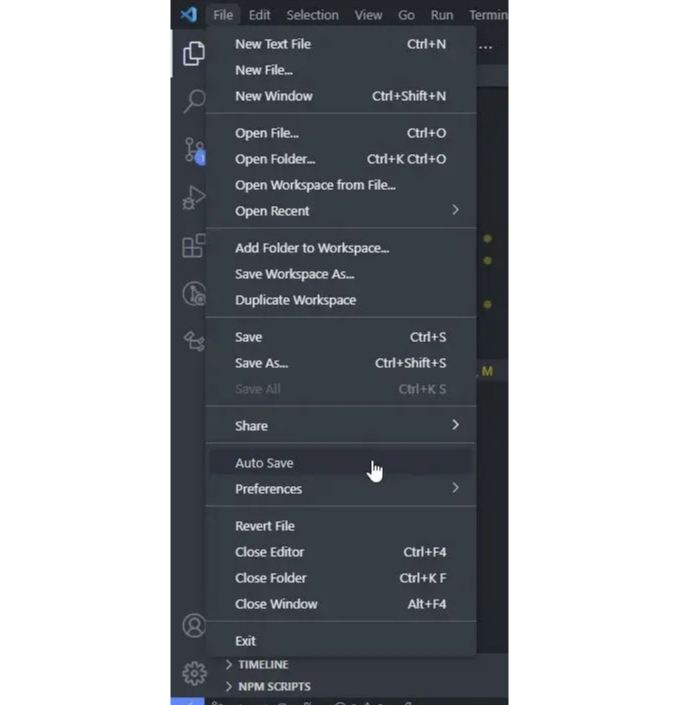 File Edit Selection View Go Run Termin
New Text File Ctrl+N
New File...
New Window Ctrl+Shift+N
Open File... Ctrl+O
Open Folder... Ctrl+K Ctrl+O
Open Workspace from File...
Open Recent
Add Folder to Workspace...
Save Workspace As...
Duplicate Workspace
Save Ctrl+S
Save As... Ctrl+Shift+S
Save All Ctrl+K S
M
Share
Auto Save
Preferences
Revert File
Close Editor Ctrl+F4
Close Folder Ctrl+K F
Close Window Alt+F4
Exit
TIMELINE
NPM SCRIPTS